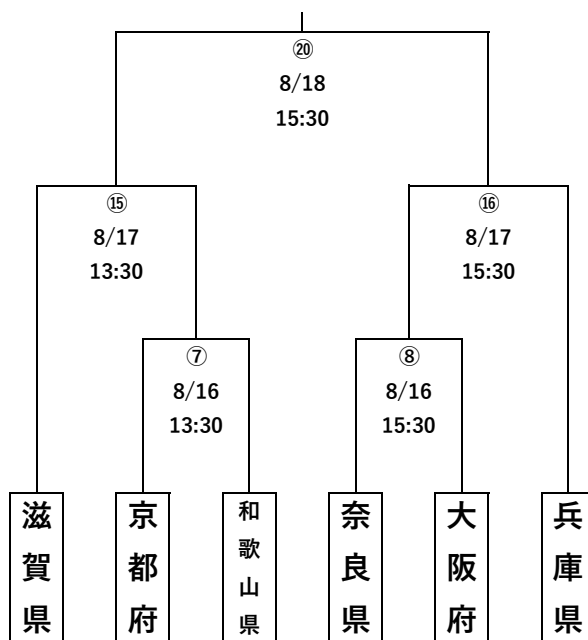 ⑳
8/18
15:30
⑮
8/17
13:30
⑯
8/17
15:30
⑦
8/16
13:30
⑧
8/16
15:30
滋賀県
京都府
和歌山県
奈良県
大阪府
兵庫県